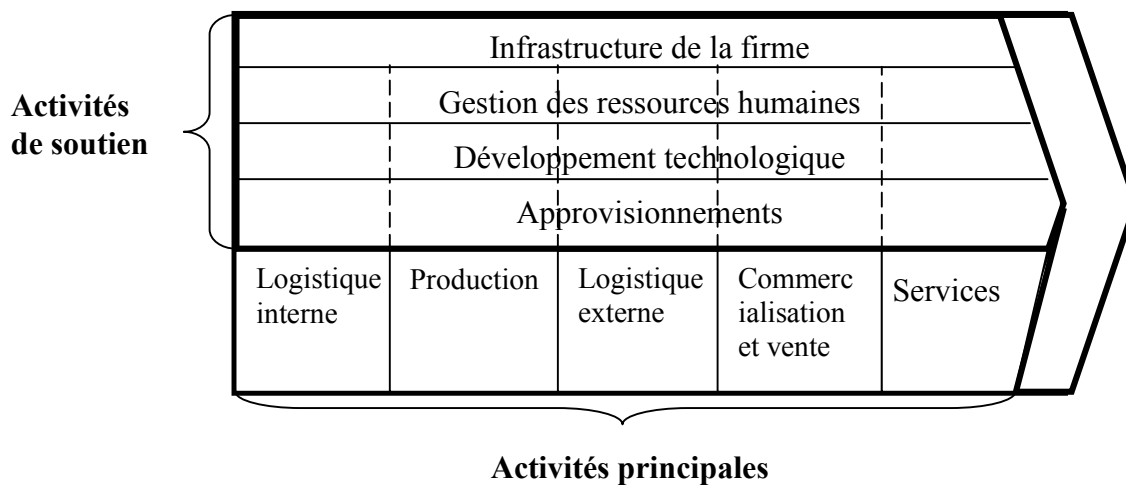 Infrastructure de la firme
Activités
de soutien
Gestion des ressources humaines
Développement technologique
Approvisionnements
Logistique
interne
Production
Logistique
externe
Commerc
ialisation
et vente
Services
Activités principales